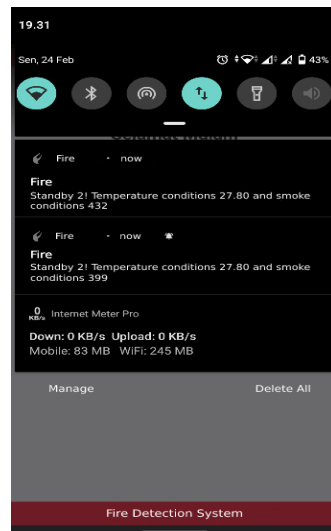 19.31
Sen, 24 Feb 43%
Selamat Malam
Fire · now
Fire
Standby 2! Temperature conditions 27.80 and smoke
conditions 432
Fire · now
Fire
Standby 2! Temperature conditions 27.80 and smoke
conditions 399
0 KB/s Internet Meter Pro
Down: 0 KB/s Upload: 0 KB/s
Mobile: 83 MB WiFi: 245 MB
Manage Delete All
Fire Detection System